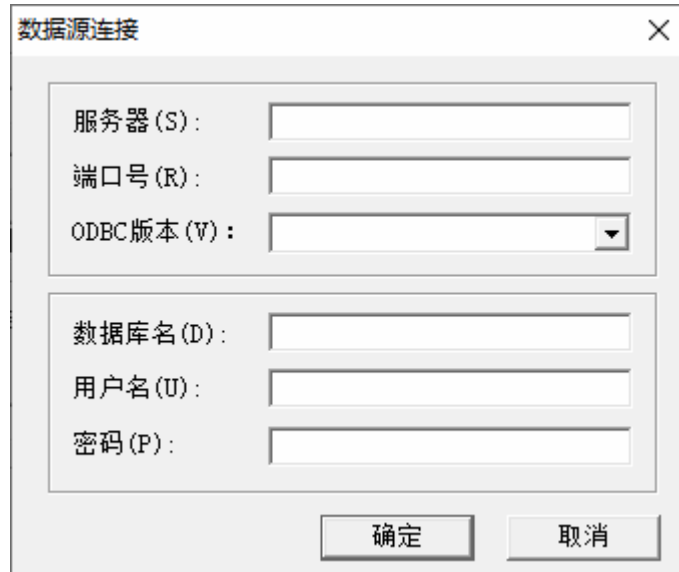 数据源连接
服务器(S):
端口号(R):
ODBC版本(V):
数据库名(D):
用户名(U):
密码(P):
确定 取消